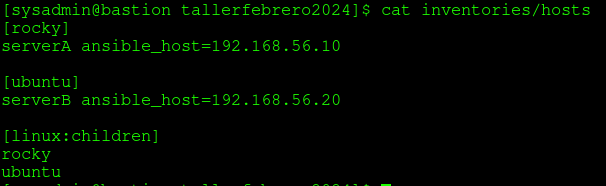 [sysadmin@bastion tallerfebrero2024]$ cat inventories/hosts
[rocky]
serverA ansible_host=192.168.56.10
[ubuntu]
serverB ansible_host=192.168.56.20
[linux:children]
rocky
ubuntu